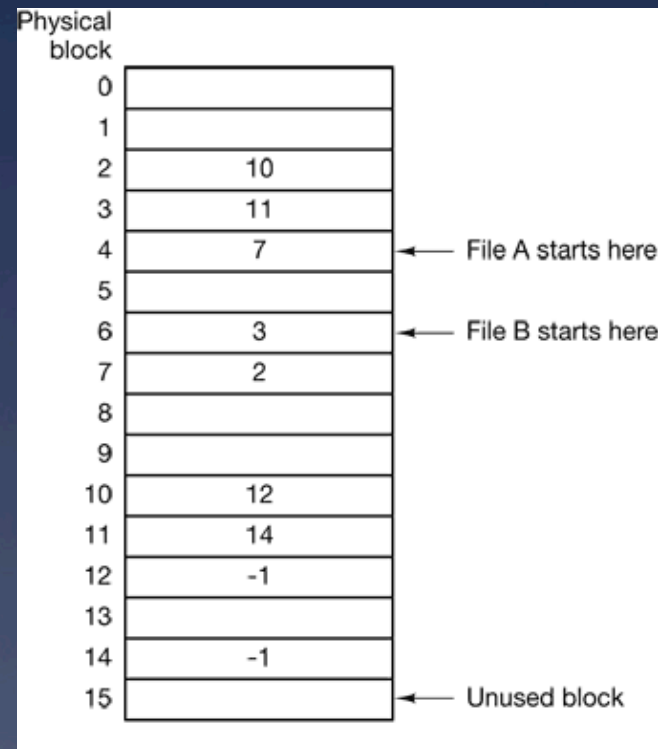 Physical
block
0
1
2 10
3 11
4 7 File A starts here
5
6 3 File B starts here
7 2
8
9
10 12
11 14
12 -1
13
14 -1
15 Unused block